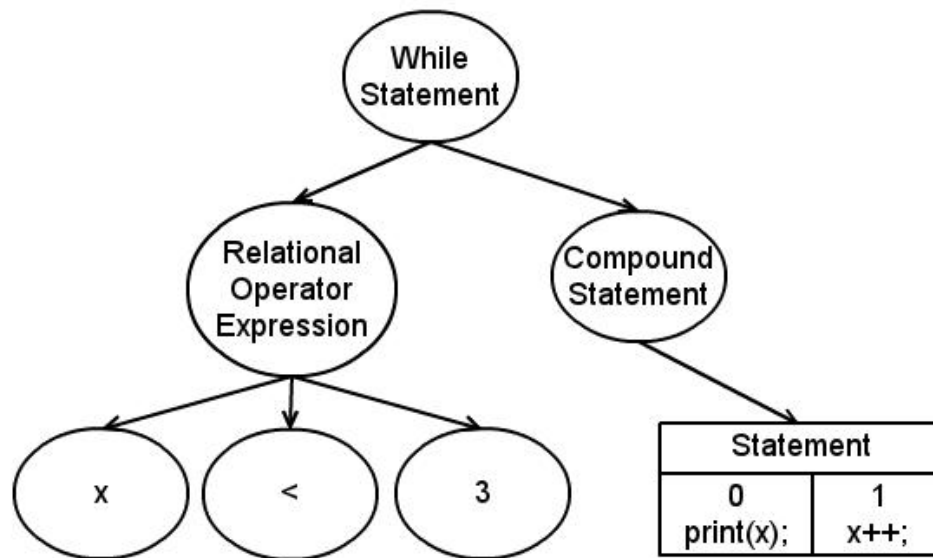 While
Statement
Relational
Operator
Expression
Compound
Statement
x
<
3
Statement
0
print(x);
1
x++;